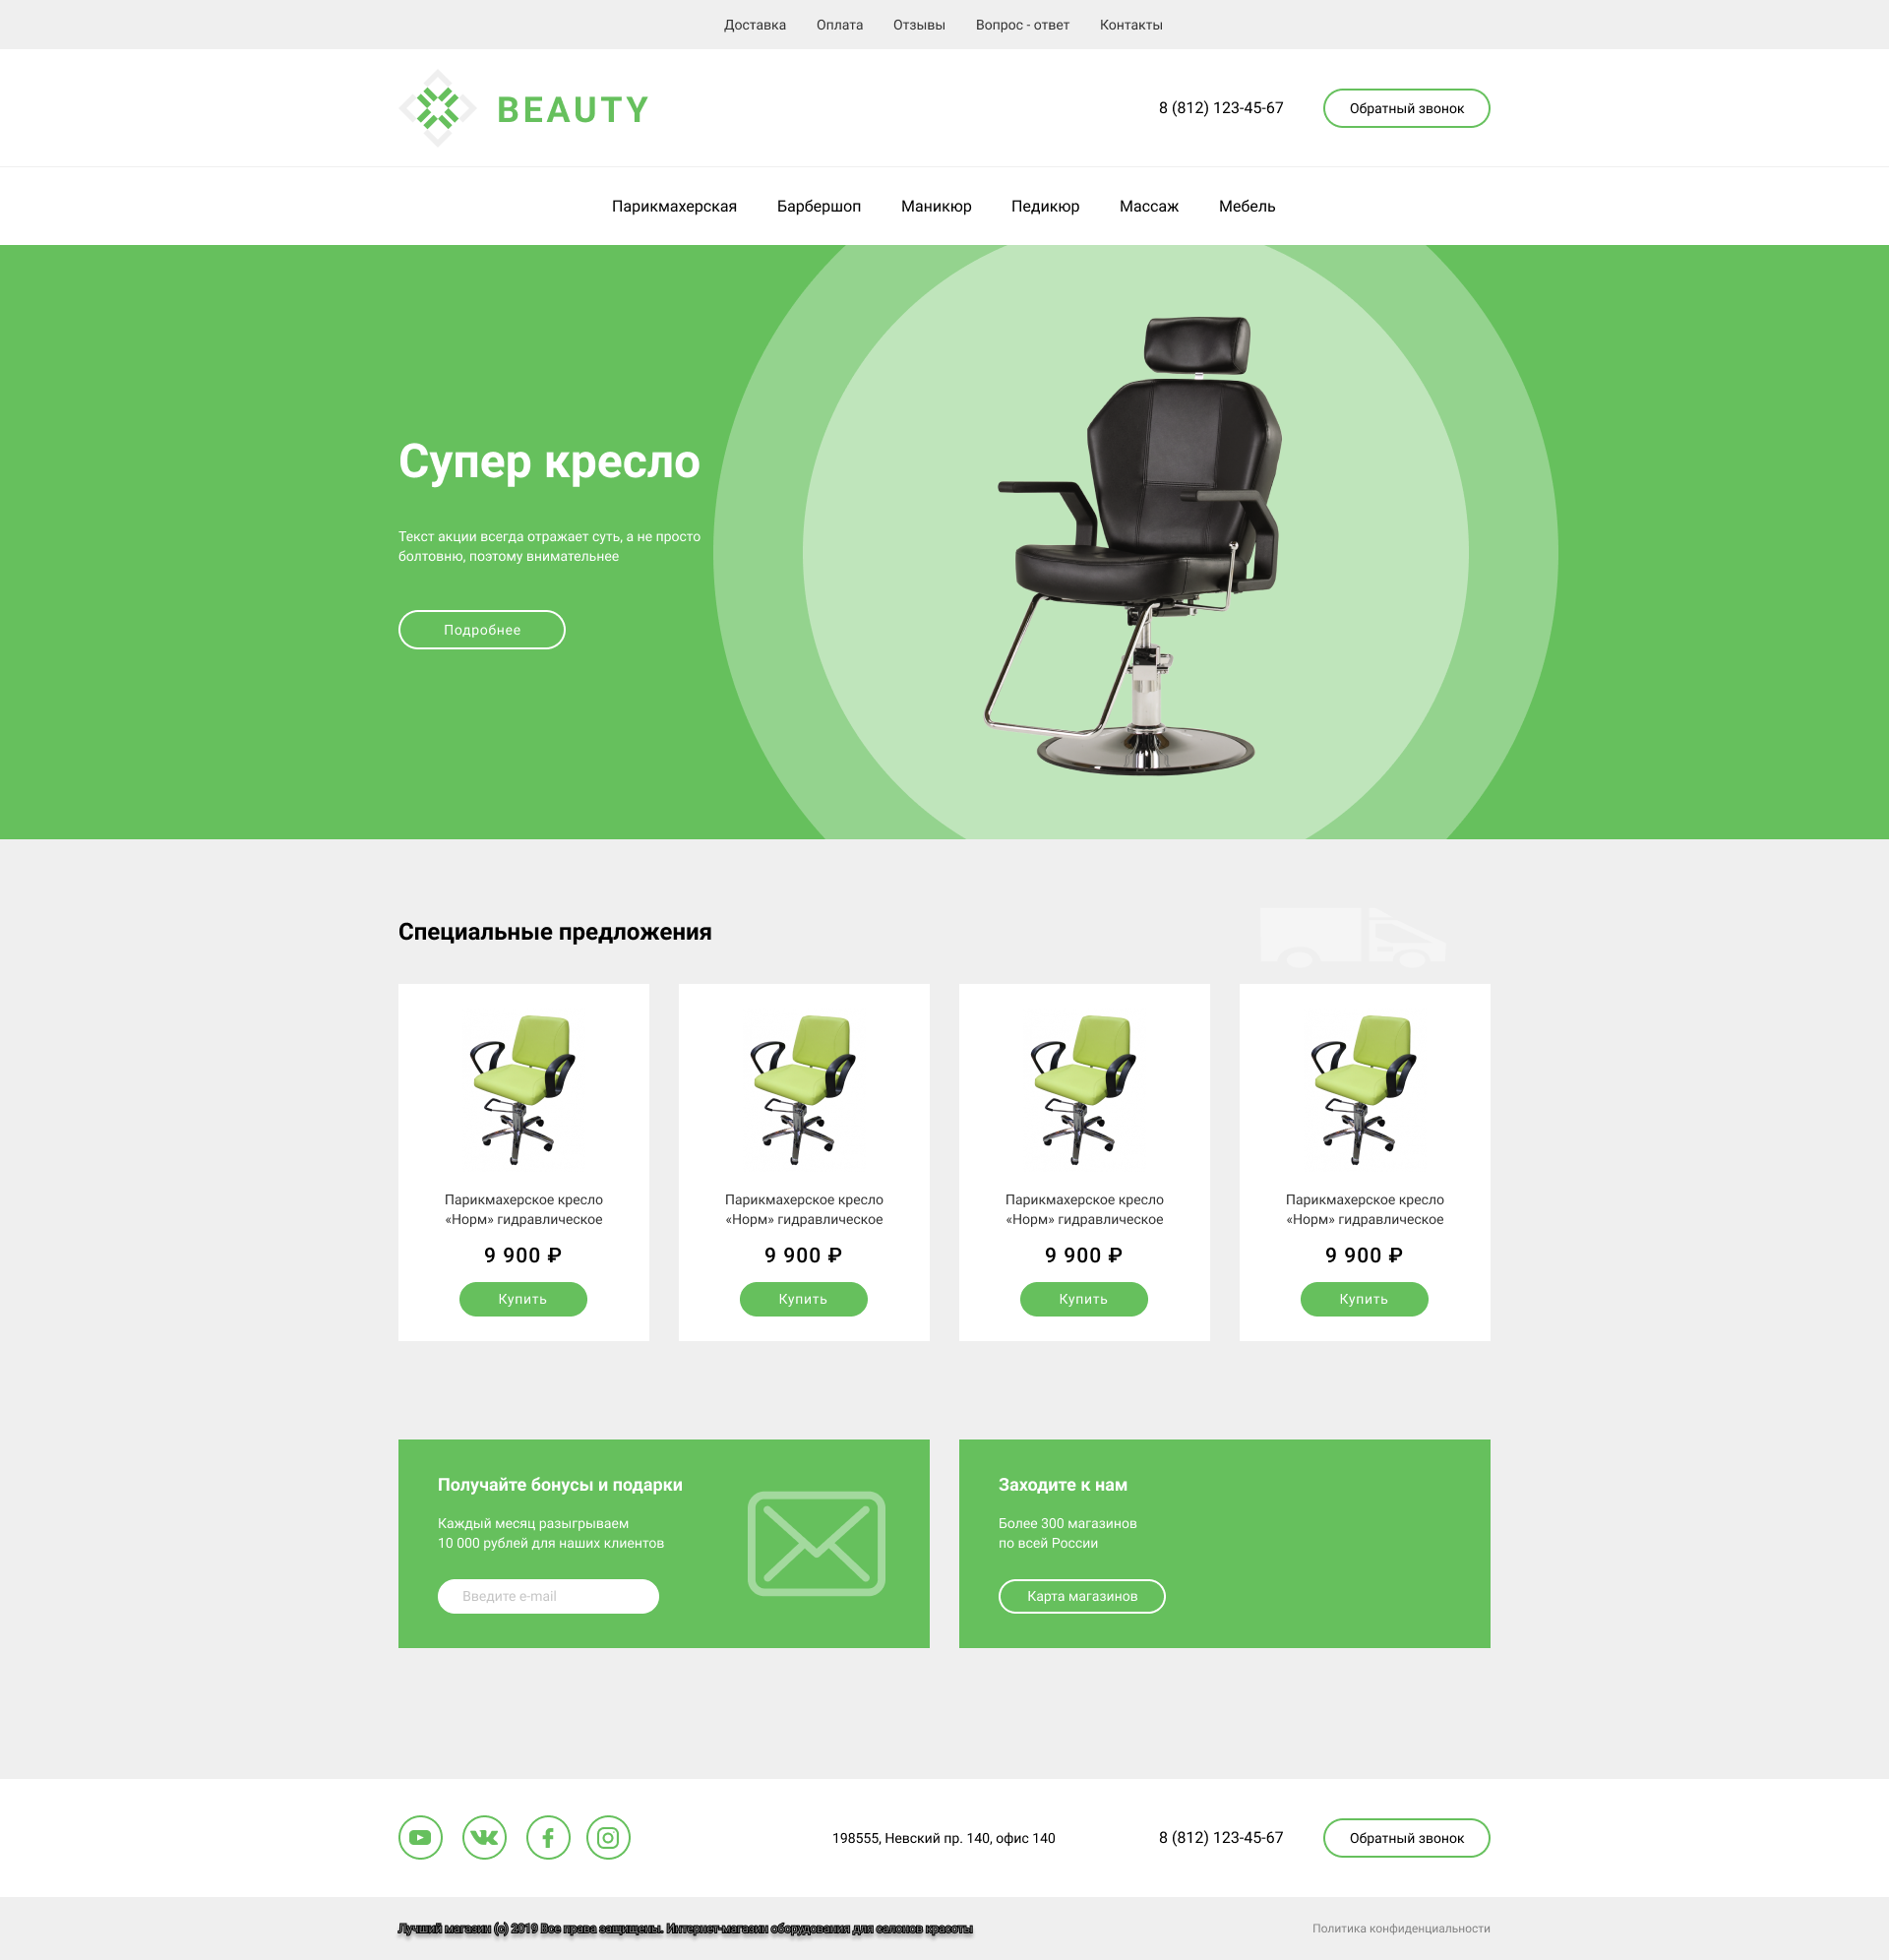 Доставка Оплата Отзывы Вопрос - ответ Контакты
BEAUTY
8 (812) 123-45-67
Обратный звонок
Парикмахерская Барбершоп Маникюр Педикюр Массаж Мебель
Супер кресло
Текст акции всегда отражает суть, а не просто
болтовню, поэтому внимательнее
Подробнее
Специальные предложения
Парикмахерское кресло
«Норм» гидравлическое
9 900 ₽
Купить
Парикмахерское кресло
«Норм» гидравлическое
9 900 ₽
Купить
Парикмахерское кресло
«Норм» гидравлическое
9 900 ₽
Купить
Парикмахерское кресло
«Норм» гидравлическое
9 900 ₽
Купить
Получайте бонусы и подарки
Каждый месяц разыгрываем
10 000 рублей для наших клиентов
Введите e-mail
Заходите к нам
Более 300 магазинов
по всей России
Карта магазинов
198555, Невский пр. 140, офис 140
8 (812) 123-45-67
Обратный звонок
Лучший магазин (c) 2019 Все права защищены. Интернет-магазин оборудования для салонов красоты
Политика конфиденциальности